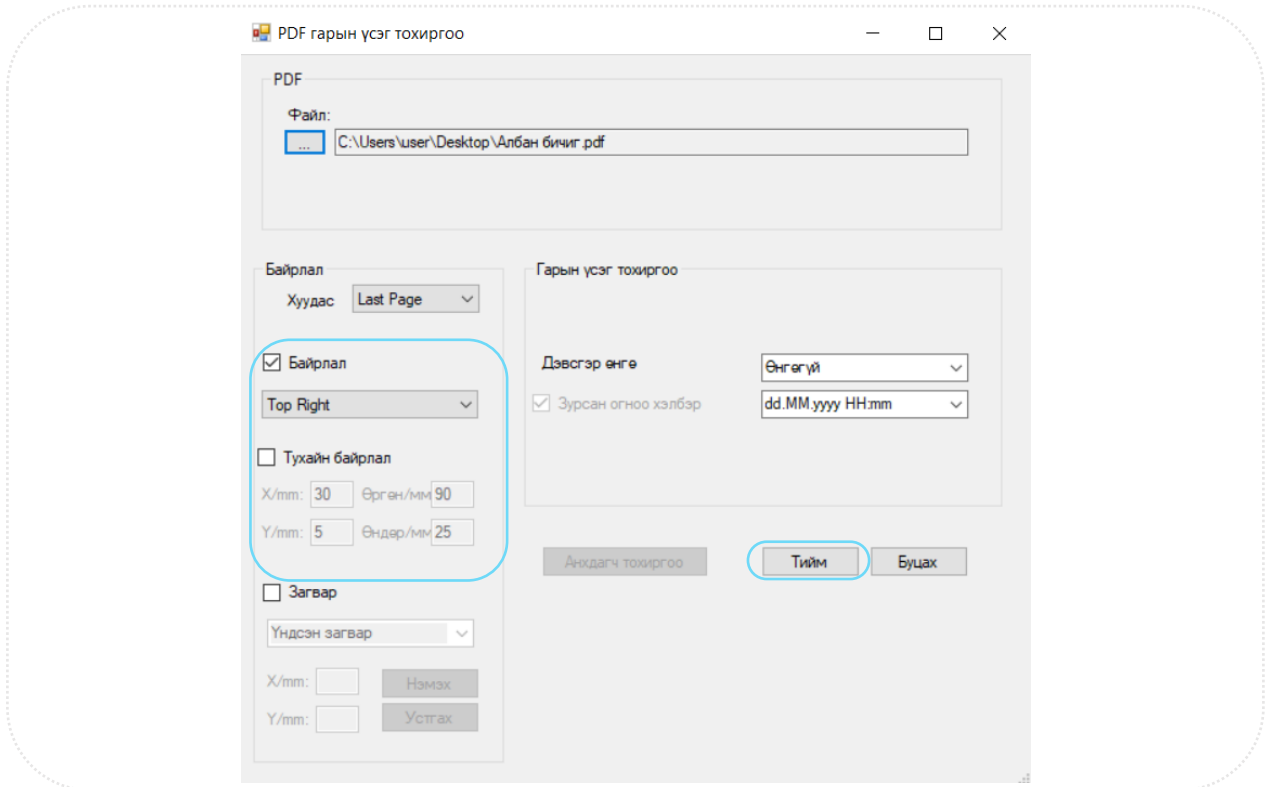 PDF гарын үсэг тохиргоо
PDF
Файл:
... C:\Users\user\Desktop\Албан бичиг.pdf
Байрлал
Хуудас Last Page
Байрлал
Top Right
Тухайн байрлал
X/mm: 30 Өргөн/мм 90
Y/mm: 5 Өндөр/мм 25
Загвар
Үндсэн загвар
X/mm: Нэмэх
Y/mm: Устгах
Гарын үсэг тохиргоо
Дэвсгэр өнгө Өнгөгүй
Зурсан огноо хэлбэр dd.MM.yyyy HH:mm
Анхдагч тохиргоо Тийм Буцах